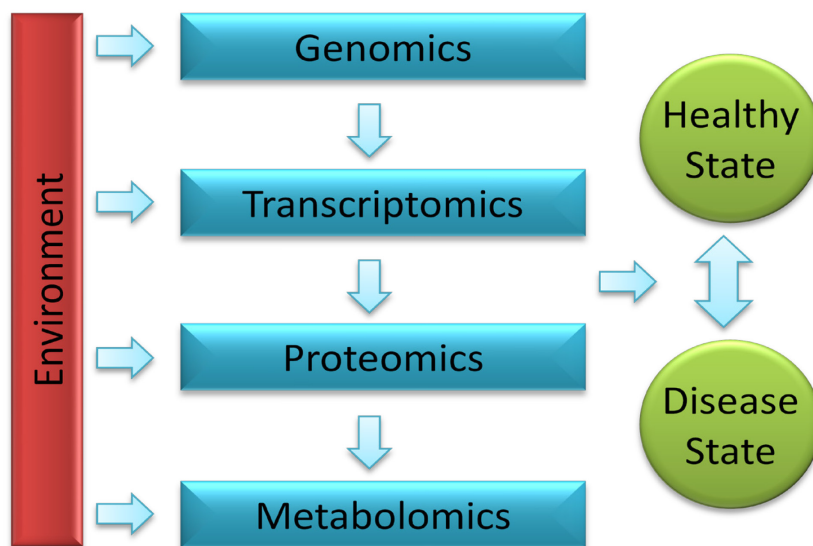 Environment
Genomics
Transcriptomics
Proteomics
Metabolomics
Healthy
State
Disease
State